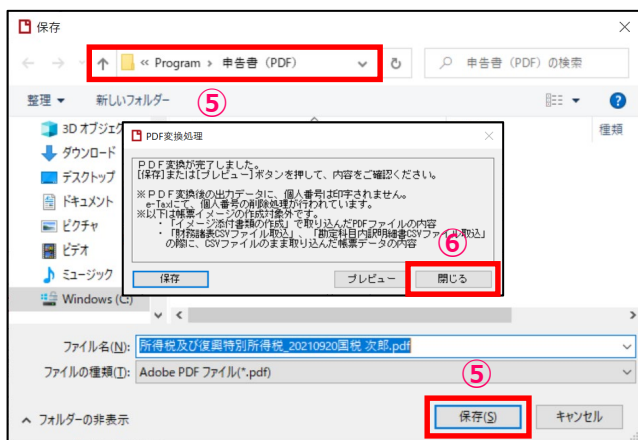 保存
« Program › 申告書（PDF）
申告書（PDF）の検索
整理
新しいフォルダー
⑤
種類
3D オブジェク
ダウンロード
デスクトップ
ドキュメント
ピクチャ
ビデオ
ミュージック
Windows (C:)
PDF変換処理
ＰＤＦ変換が完了しました。
[保存]または[プレビュー]ボタンを押して、内容をご確認ください。
※ＰＤＦ変換後の出力データに、個人番号は印字されません。
e-Taxにて、個人番号の削除処理が行われています。
※以下は帳票イメージの作成対象外です。
・「イメージ添付書類の作成」で取り込んだPDFファイルの内容
・「財務諸表CSVファイル取込」、「勘定科目内訳明細書CSVファイル取込」
の際に、CSVファイルのまま取り込んだ帳票データの内容
⑥
保存
プレビュー
閉じる
ファイル名(N):
所得税及び復興特別所得税_20210920国税 次郎.pdf
ファイルの種類(T):
Adobe PDF ファイル(*.pdf)
⑤
フォルダーの非表示
保存(S)
キャンセル